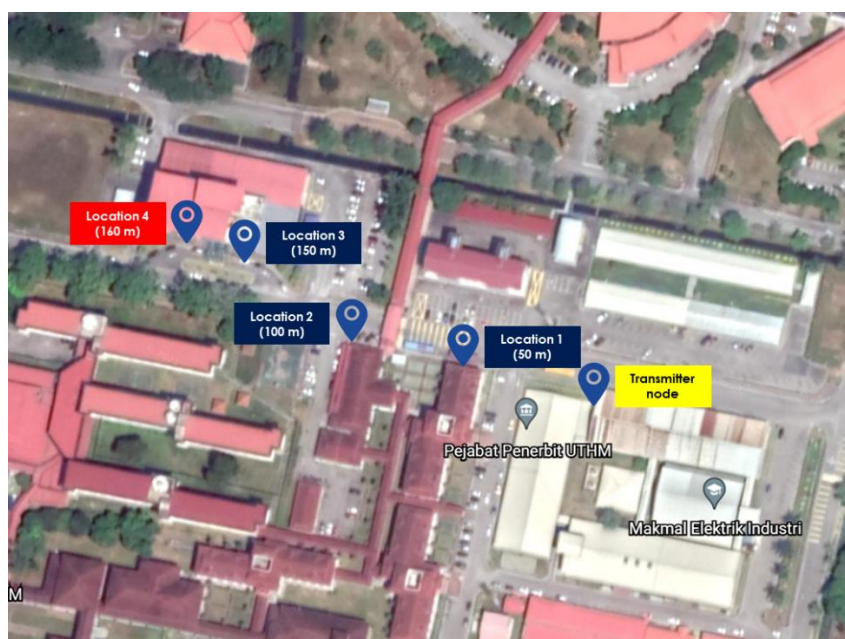 Location 4
(160 m)
Location 3
(150 m)
Location 2
(100 m)
Location 1
(50 m)
Transmitter
node
Pejabat Penerbit UTHM
Makmal Elektrik Industri
M